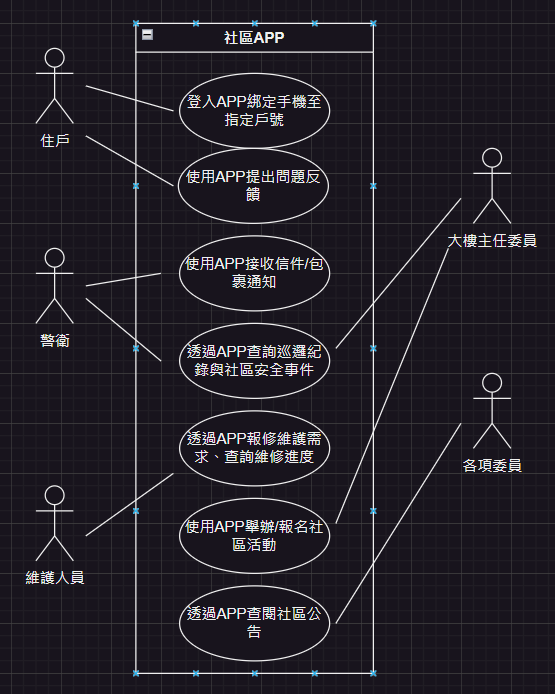 社區APP
登入APP綁定手機至
指定戶號
住戶
使用APP提出問題反
饋
大樓主任委員
使用APP接收信件/包
裹通知
警衛
透過APP查詢巡邏紀
錄與社區安全事件
透過APP報修維護需
求、查詢維修進度
各項委員
使用APP舉辦/報名社
區活動
維護人員
透過APP查閱社區公
告